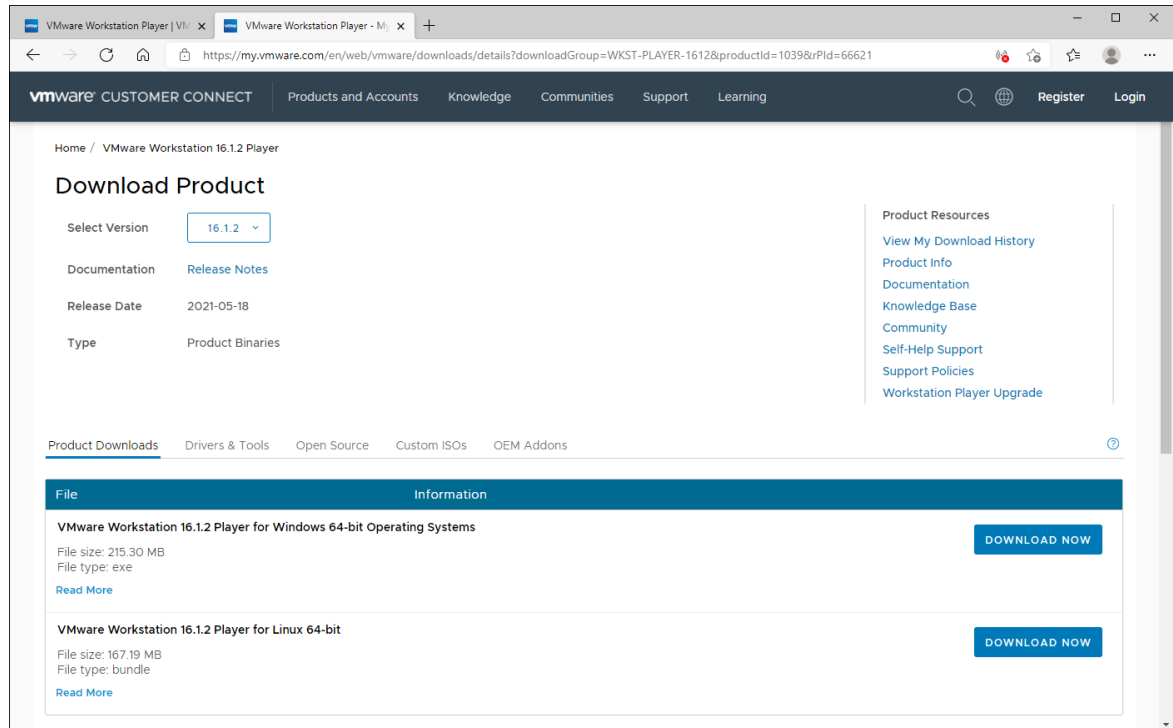 VMware Workstation Player | VM
VMware Workstation Player - My
https://my.vmware.com/en/web/vmware/downloads/details?downloadGroup=WKST-PLAYER-1612&productId=1039&rPId=66621
vmware CUSTOMER CONNECT Products and Accounts Knowledge Communities Support Learning Register Login
Home / VMware Workstation 16.1.2 Player
Download Product
Select Version 16.1.2
Documentation Release Notes
Release Date 2021-05-18
Type Product Binaries
Product Resources
View My Download History
Product Info
Documentation
Knowledge Base
Community
Self-Help Support
Support Policies
Workstation Player Upgrade
Product Downloads Drivers & Tools Open Source Custom ISOs OEM Addons
File Information
VMware Workstation 16.1.2 Player for Windows 64-bit Operating Systems
File size: 215.30 MB
File type: exe
Read More
DOWNLOAD NOW
VMware Workstation 16.1.2 Player for Linux 64-bit
File size: 167.19 MB
File type: bundle
Read More
DOWNLOAD NOW